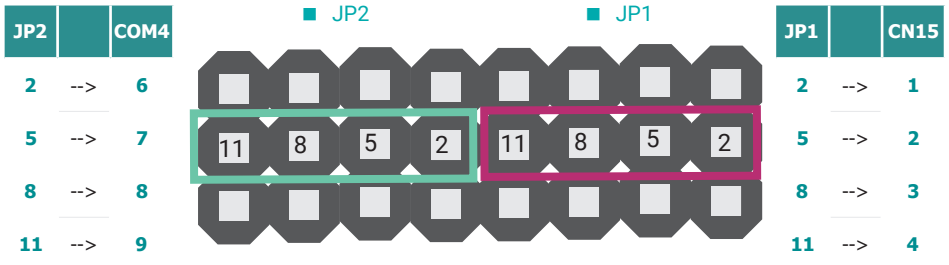 JP2 COM4
2 --> 6
5 --> 7
8 --> 8
11 --> 9
JP2 JP1
11 8 5 2 11 8 5 2
JP1 CN15
2 --> 1
5 --> 2
8 --> 3
11 --> 4